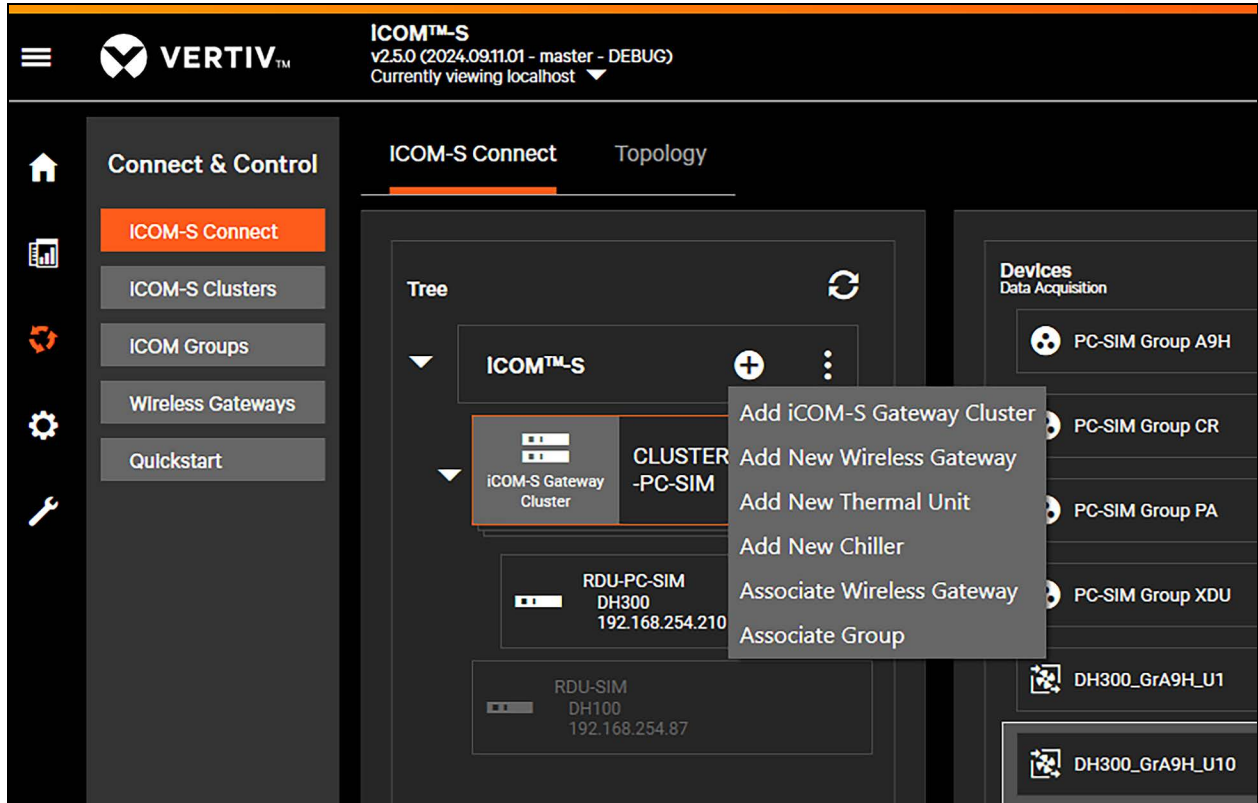 VERTIV™
iCOM™-S
v2.5.0 (2024.09.11.01 - master - DEBUG)
Currently viewing localhost
Connect & Control
iCOM-S Connect
iCOM-S Clusters
iCOM Groups
Wireless Gateways
Quickstart
iCOM-S Connect
Topology
Tree
iCOM™-S
iCOM-S Gateway
Cluster
CLUSTER
-PC-SIM
RDU-PC-SIM
DH300
192.168.254.210
RDU-SIM
DH100
192.168.254.87
Add iCOM-S Gateway Cluster
Add New Wireless Gateway
Add New Thermal Unit
Add New Chiller
Associate Wireless Gateway
Associate Group
Devices
Data Acquisition
PC-SIM Group A9H
PC-SIM Group CR
PC-SIM Group PA
PC-SIM Group XDU
DH300_GrA9H_U1
DH300_GrA9H_U10